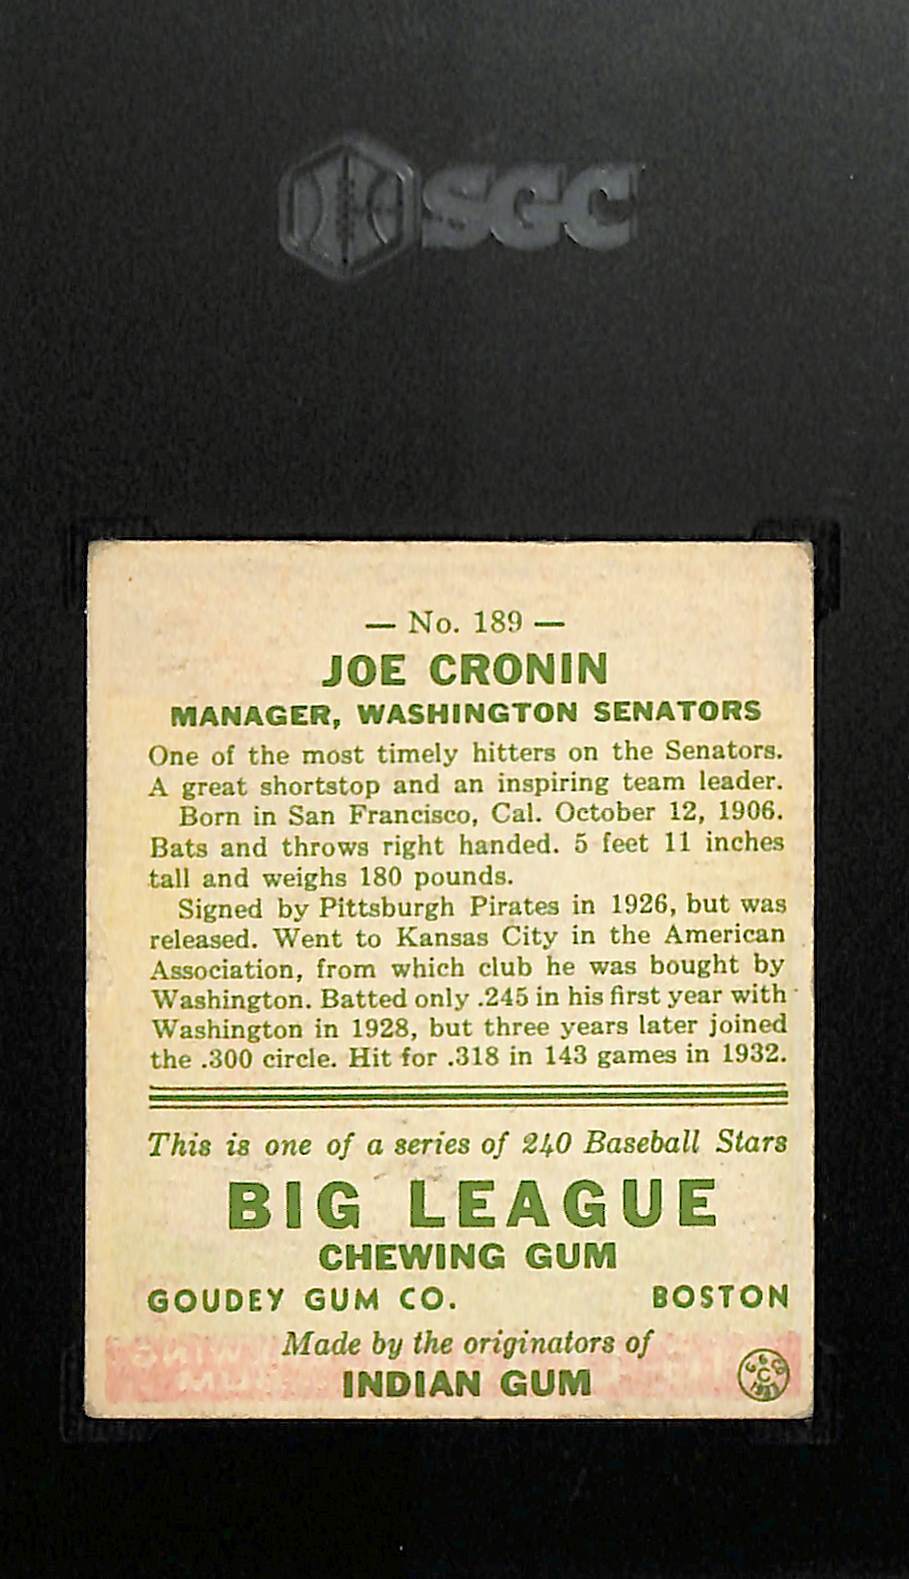 SGC
— No. 189 —
JOE CRONIN
MANAGER, WASHINGTON SENATORS
One of the most timely hitters on the Senators.
A great shortstop and an inspiring team leader.
Born in San Francisco, Cal. October 12, 1906.
Bats and throws right handed. 5 feet 11 inches
tall and weighs 180 pounds.
Signed by Pittsburgh Pirates in 1926, but was
released. Went to Kansas City in the American
Association, from which club he was bought by
Washington. Batted only .245 in his first year with
Washington in 1928, but three years later joined
the .300 circle. Hit for .318 in 143 games in 1932.
This is one of a series of 240 Baseball Stars
BIG LEAGUE
CHEWING GUM
GOUDEY GUM CO. BOSTON
Made by the originators of
INDIAN GUM